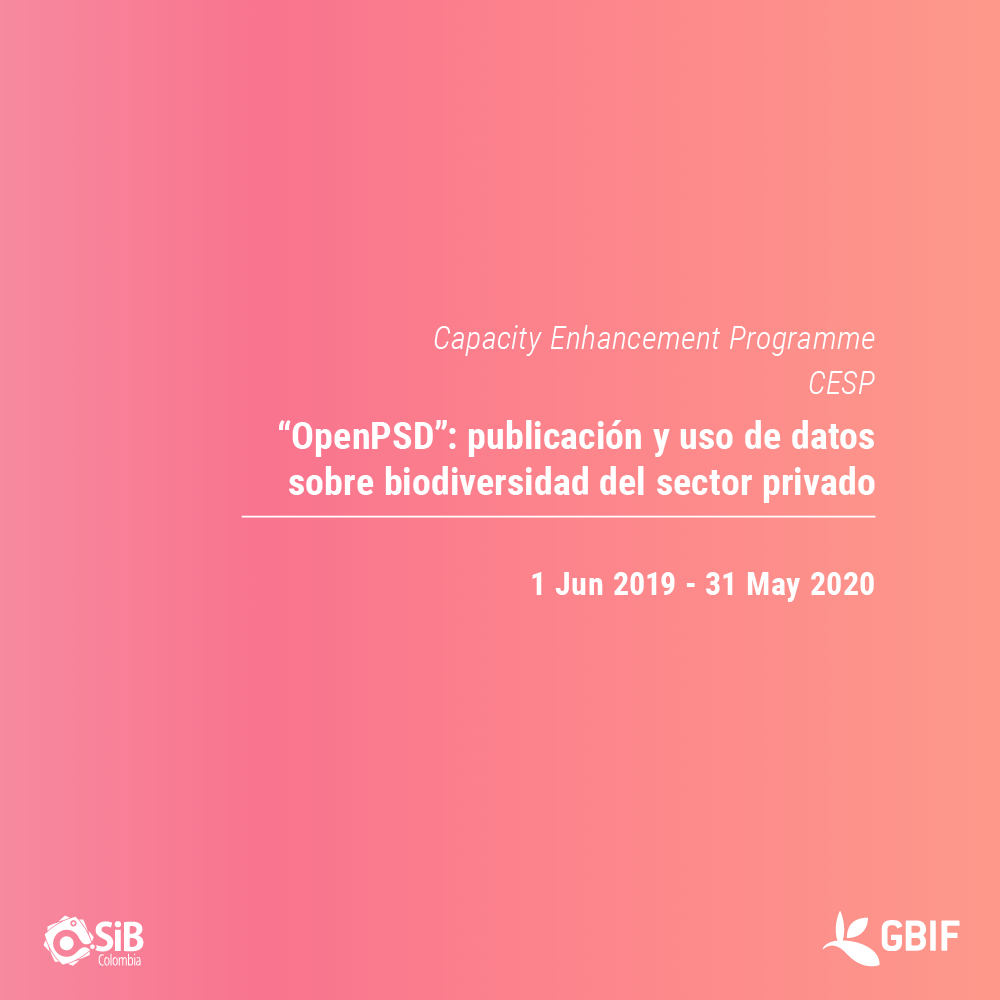 Capacity Enhancement Programme
CESP
“OpenPSD”: publicación y uso de datos
sobre biodiversidad del sector privado
1 Jun 2019 - 31 May 2020
SiB
Colombia
GBIF